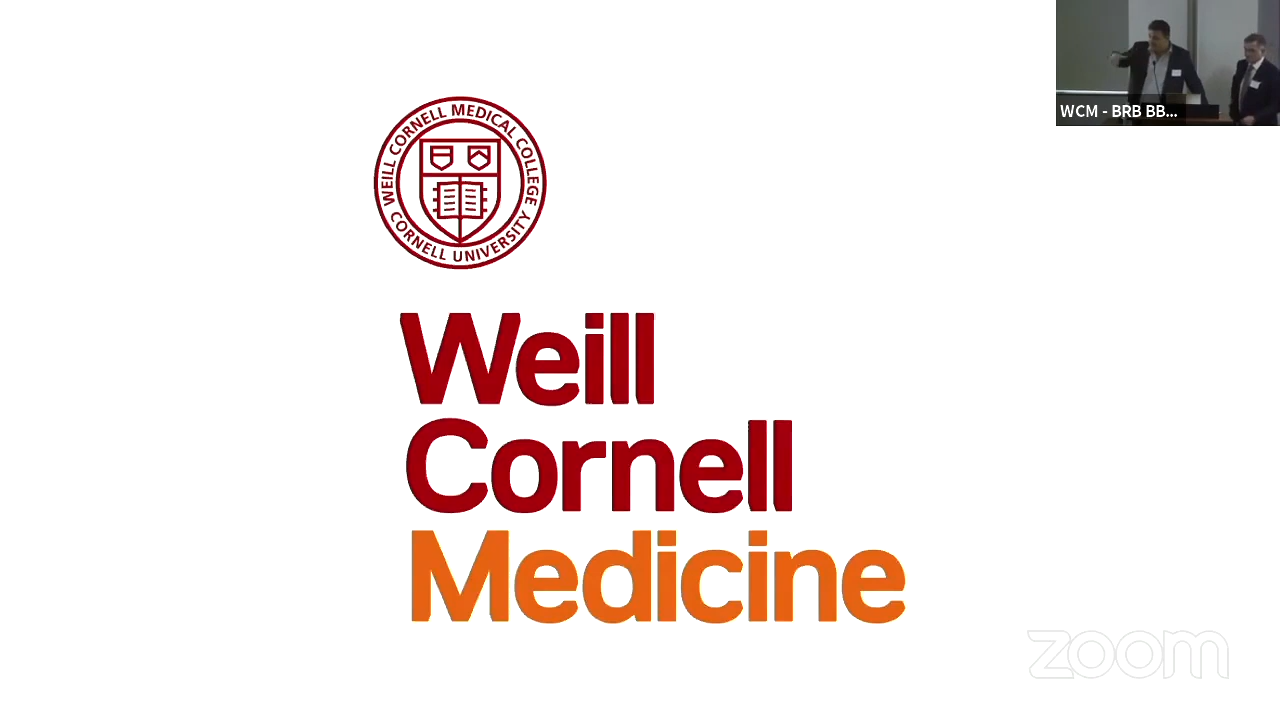 WCM - BRB BB...
WEILL CORNELL MEDICAL COLLEGE
CORNELL UNIVERSITY
Weill
Cornell
Medicine
zoom